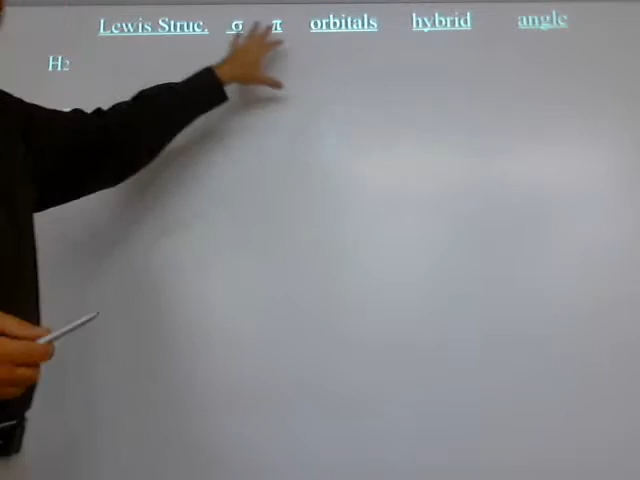 Lewis Struc. σ π orbitals hybrid angle
H2